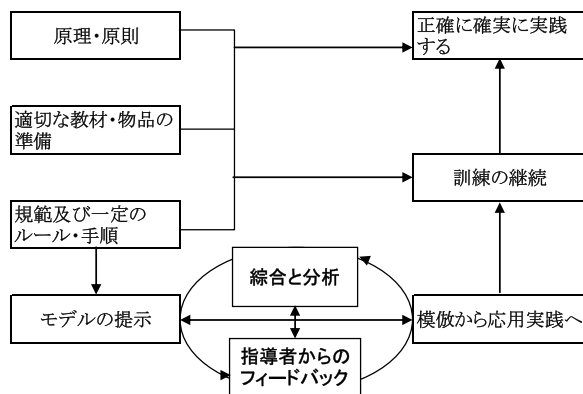 原理・原則
正確に確実に実践
する
適切な教材・物品の
準備
訓練の継続
規範及び一定の
ルール・手順
綜合と分析
モデルの提示
模倣から応用実践へ
指導者からの
フィードバック